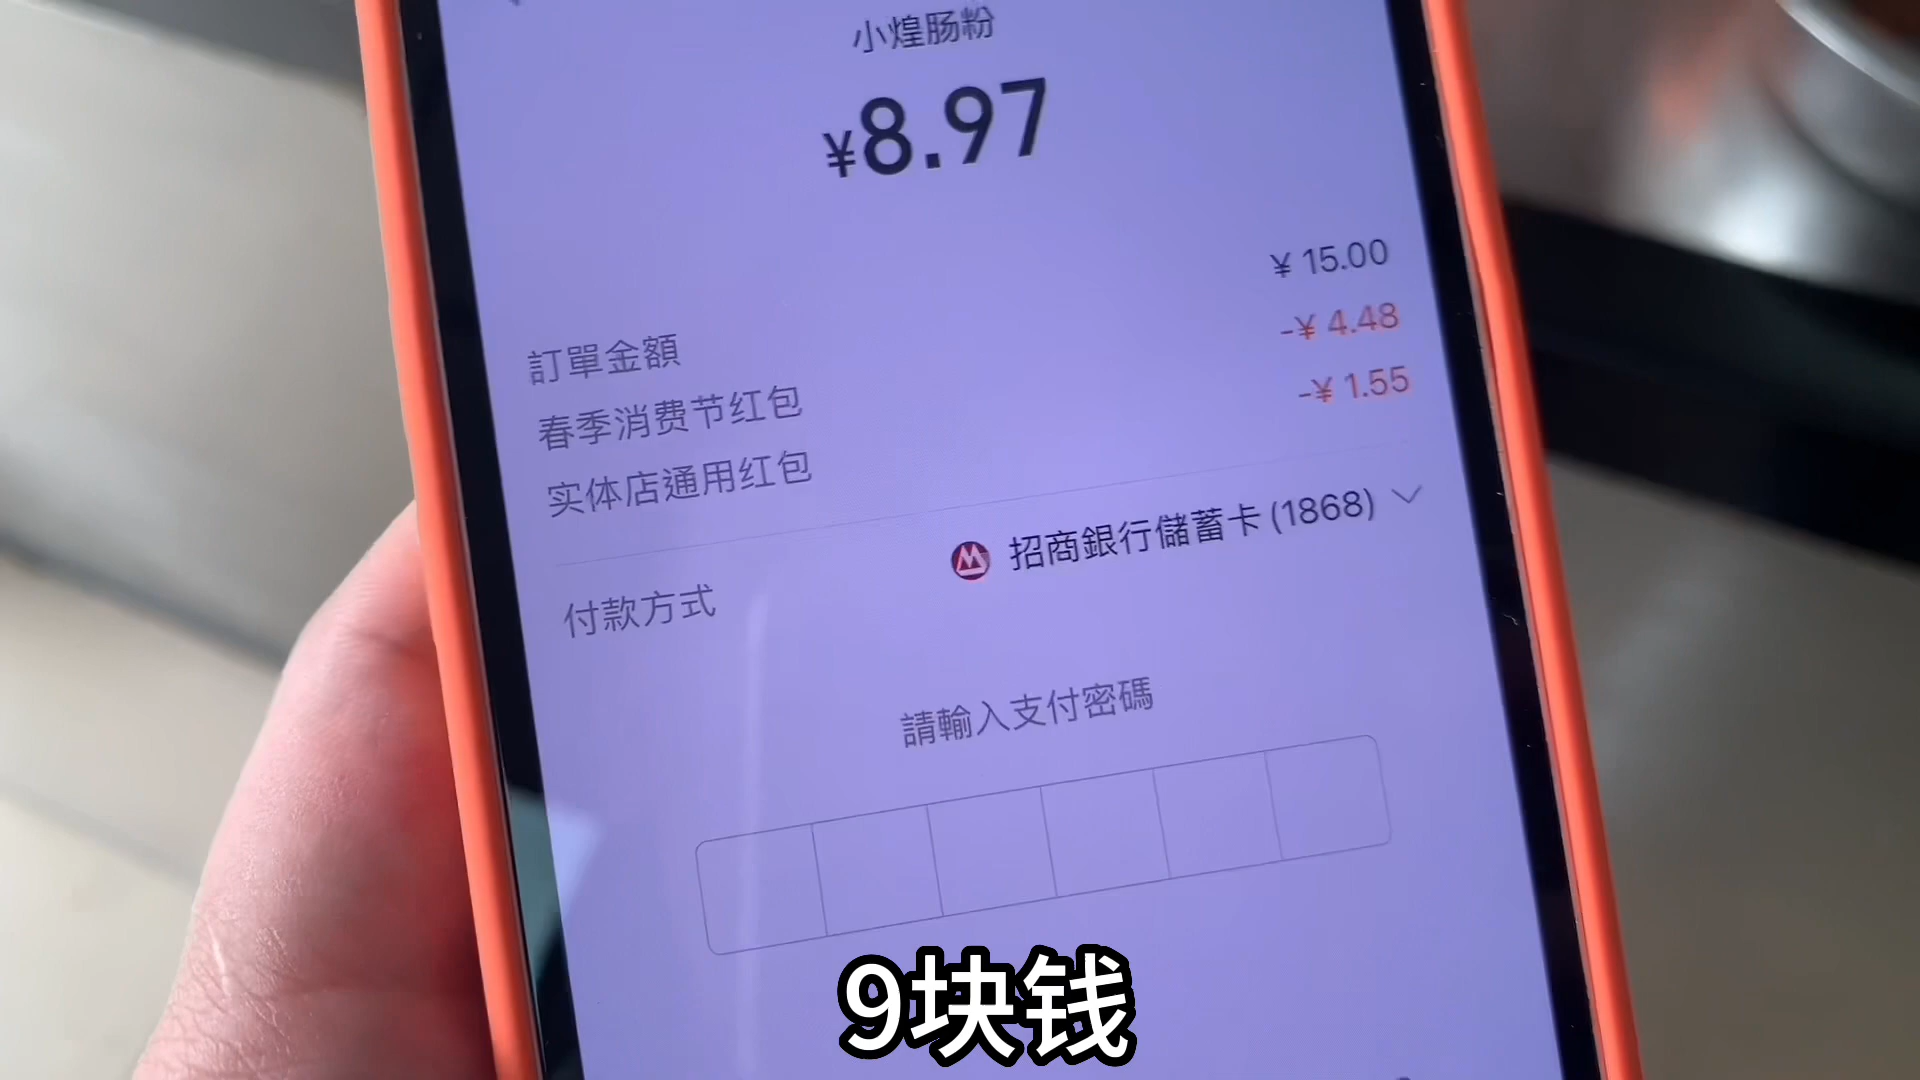 小煌肠粉
¥8.97
訂單金額 ¥ 15.00
春季消费节红包 -¥ 4.48
实体店通用红包 -¥ 1.55
付款方式 招商銀行儲蓄卡(1868)
請輸入支付密碼
9块钱